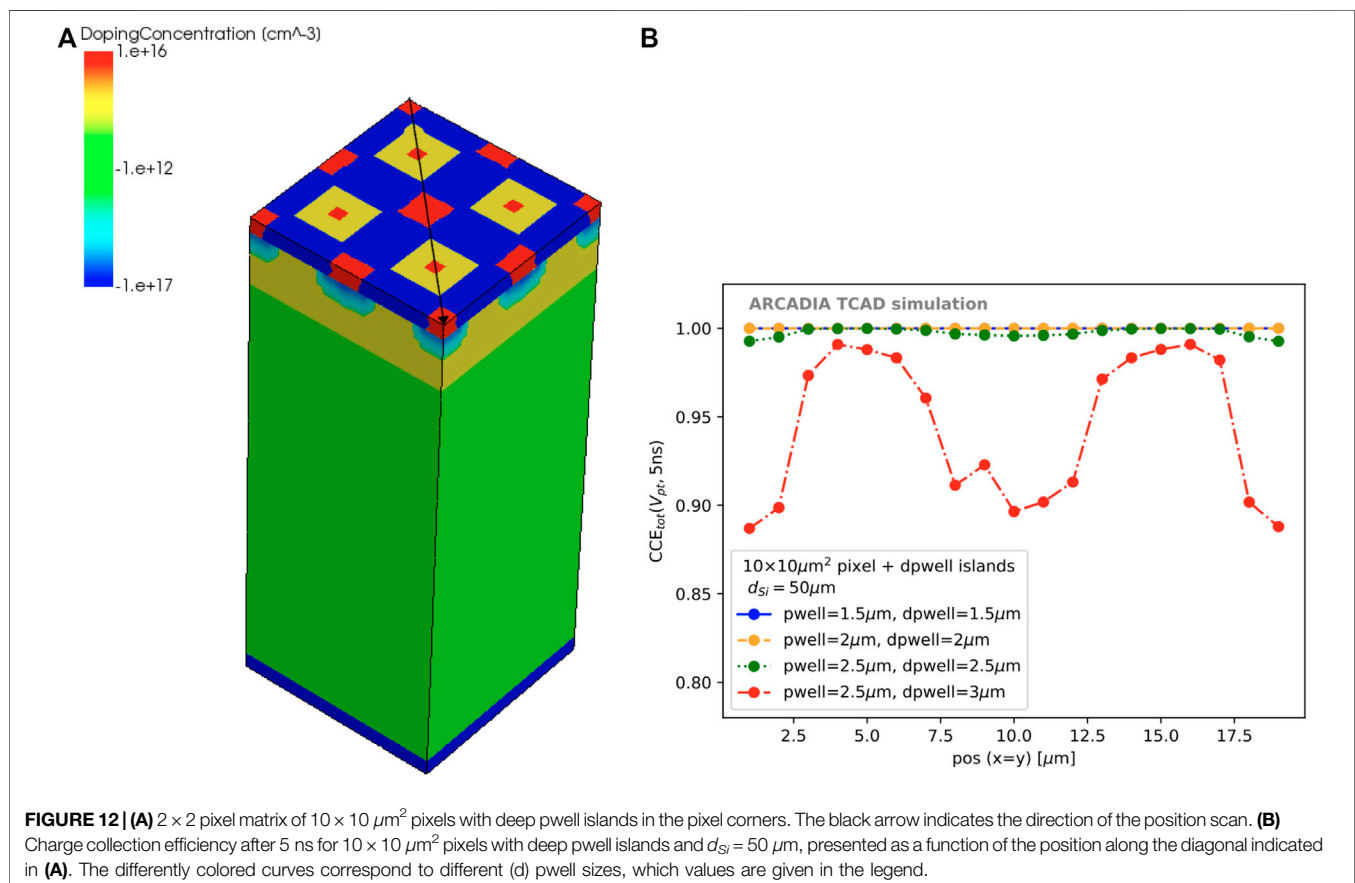 A
DopingConcentration [cm^-3]
1.e+16
-1.e+12
-1.e+17
B
ARCADIA TCAD simulation
1.00
0.95
0.90
0.85
0.80
CCE_tot(V_pt, 5ns)
10×10μm² pixel + dpwell islands
d_Si = 50μm
pwell=1.5μm, dpwell=1.5μm
pwell=2μm, dpwell=2μm
pwell=2.5μm, dpwell=2.5μm
pwell=2.5μm, dpwell=3μm
2.5 5.0 7.5 10.0 12.5 15.0 17.5
pos (x=y) [μm]
FIGURE 12 | (A) 2 × 2 pixel matrix of 10 × 10 μm² pixels with deep pwell islands in the pixel corners. The black arrow indicates the direction of the position scan. (B)
Charge collection efficiency after 5 ns for 10 × 10 μm² pixels with deep pwell islands and d_Si = 50 μm, presented as a function of the position along the diagonal indicated
in (A). The differently colored curves correspond to different (d) pwell sizes, which values are given in the legend.